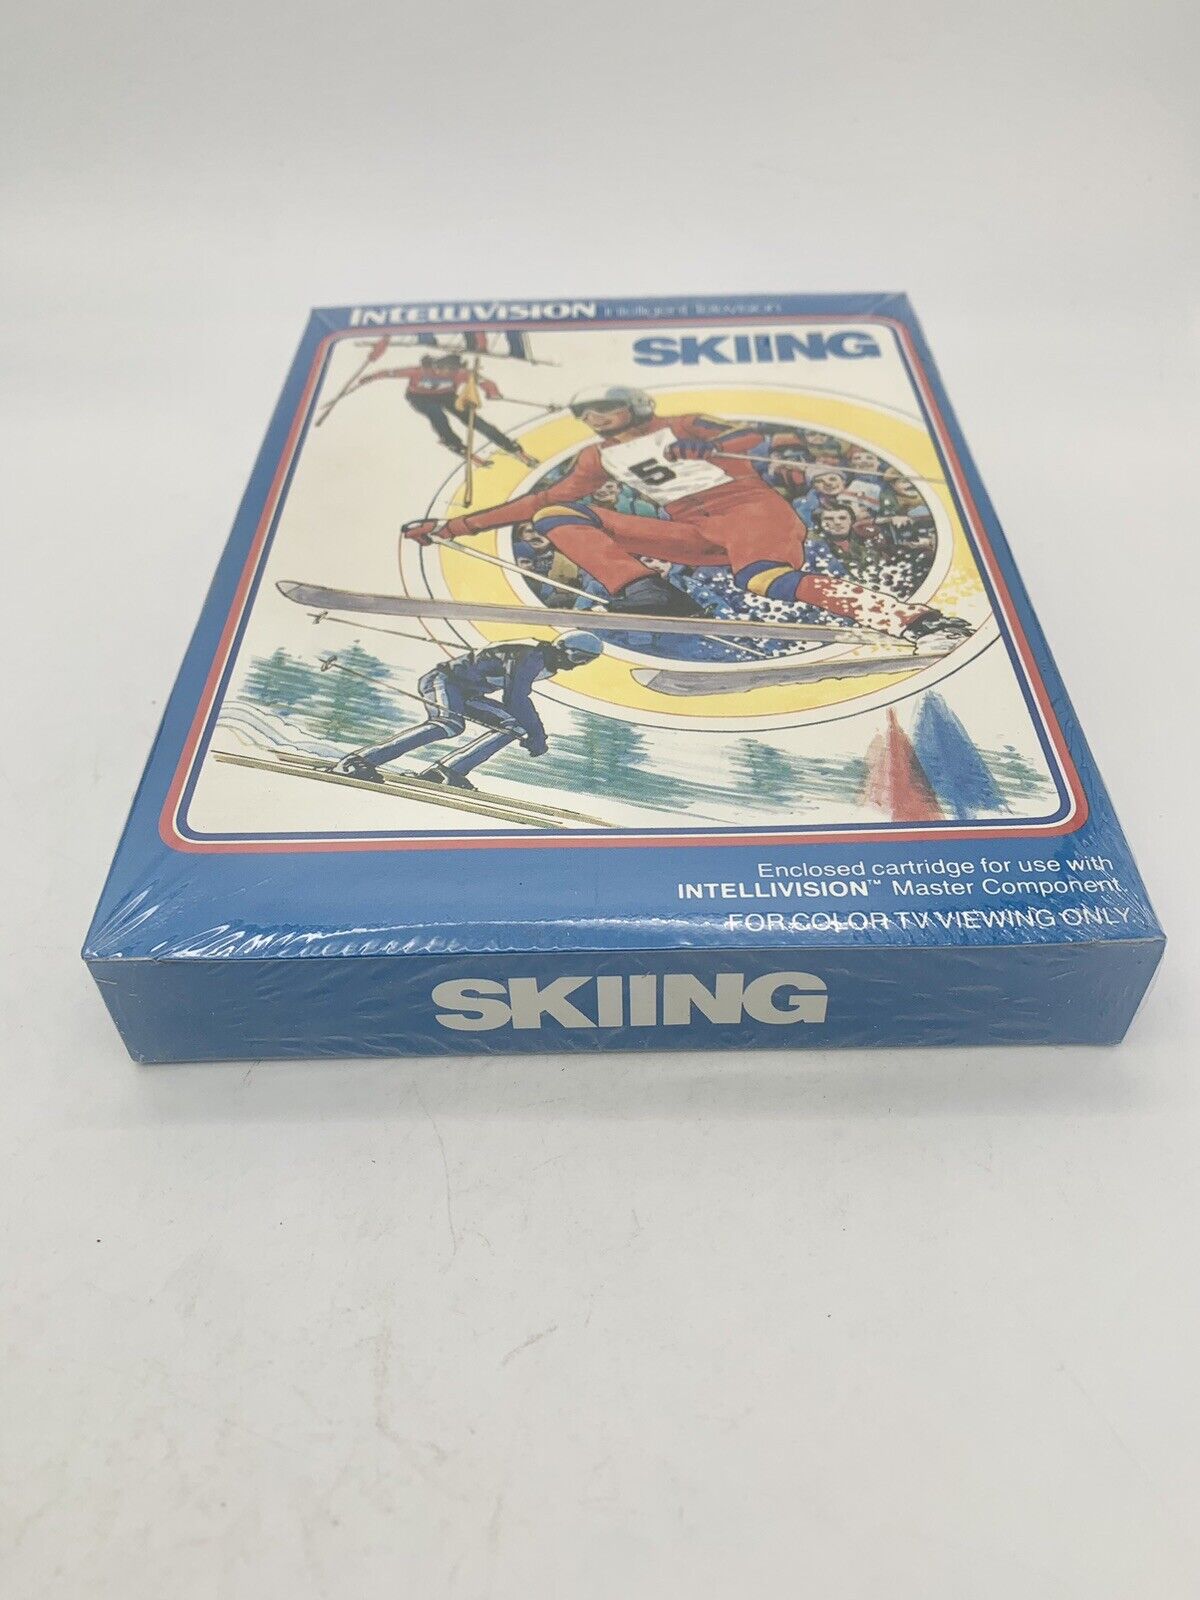 INTELLIVISION Intelligent Television
SKIING
5
Enclosed cartridge for use with
INTELLIVISION™ Master Component.
FOR COLOR TV VIEWING ONLY
SKIING